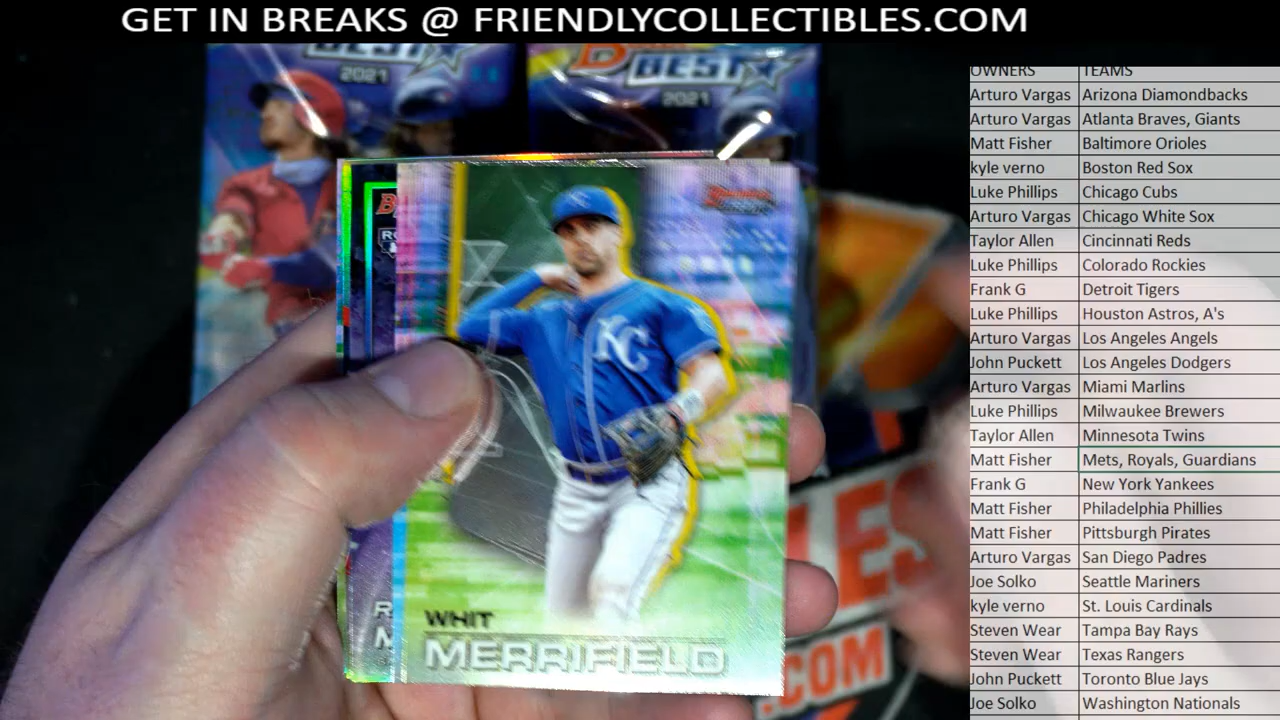 GET IN BREAKS @ FRIENDLYCOLLECTIBLES.COM
BEST
2021
BEST
2021
KC
WHIT
MERRIFIELD
.COM
OWNERS TEAMS
Arturo Vargas Arizona Diamondbacks
Arturo Vargas Atlanta Braves, Giants
Matt Fisher Baltimore Orioles
kyle verno Boston Red Sox
Luke Phillips Chicago Cubs
Arturo Vargas Chicago White Sox
Taylor Allen Cincinnati Reds
Luke Phillips Colorado Rockies
Frank G Detroit Tigers
Luke Phillips Houston Astros, A's
Arturo Vargas Los Angeles Angels
John Puckett Los Angeles Dodgers
Arturo Vargas Miami Marlins
Luke Phillips Milwaukee Brewers
Taylor Allen Minnesota Twins
Matt Fisher Mets, Royals, Guardians
Frank G New York Yankees
Matt Fisher Philadelphia Phillies
Matt Fisher Pittsburgh Pirates
Arturo Vargas San Diego Padres
Joe Solko Seattle Mariners
kyle verno St. Louis Cardinals
Steven Wear Tampa Bay Rays
Steven Wear Texas Rangers
John Puckett Toronto Blue Jays
Joe Solko Washington Nationals